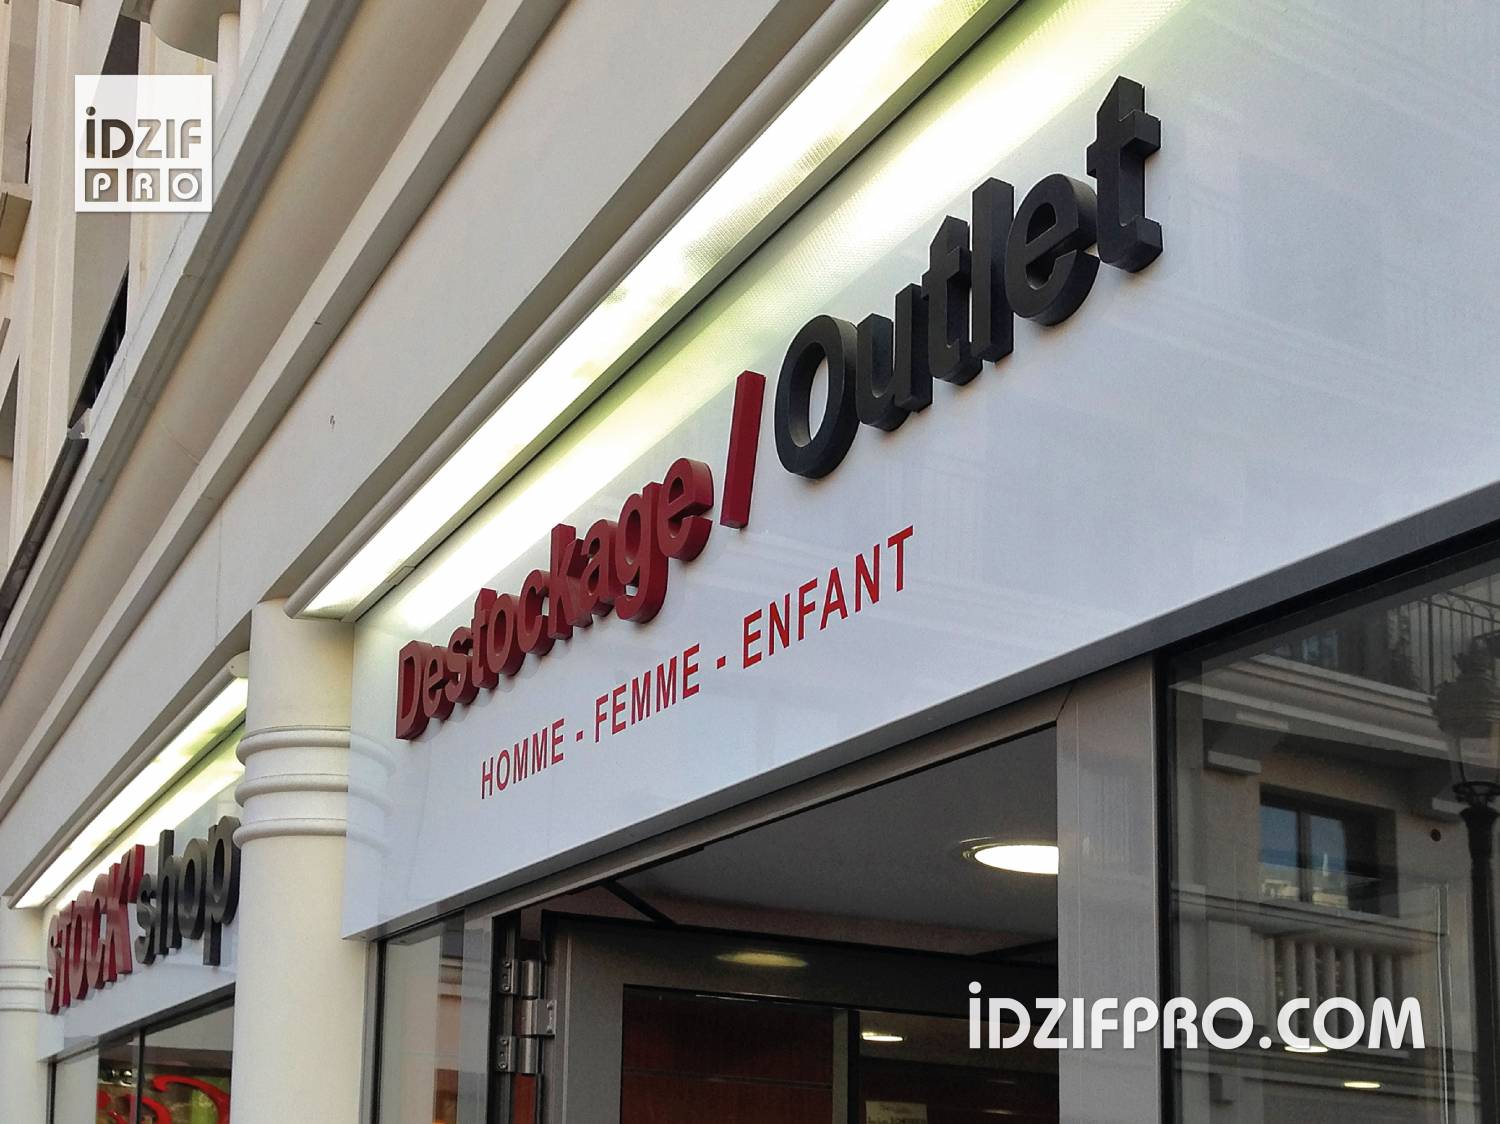 iDZIF
PRO
Destockage / Outlet
HOMME - FEMME - ENFANT
STOCK' shop
iDZIFPRO.COM